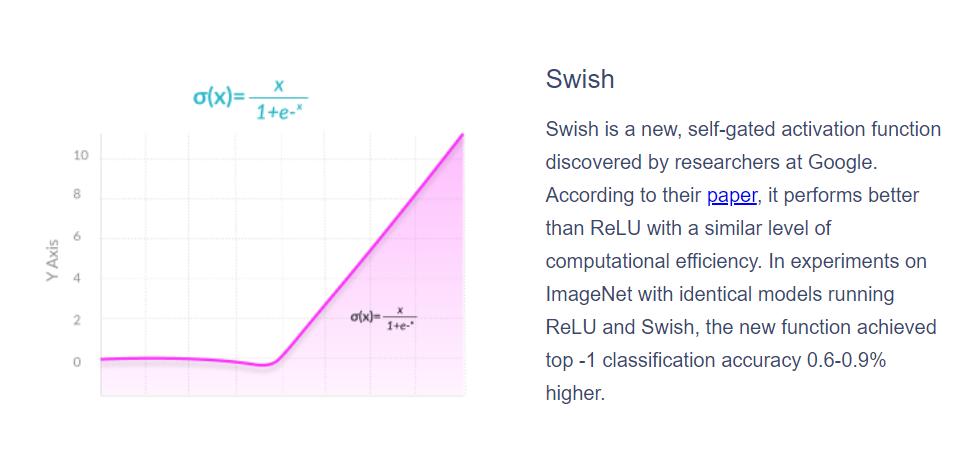 σ(x)= x
1+e-ˣ
10
8
6
4
2
0
Y Axis
σ(x)= x
1+e-ˣ
Swish
Swish is a new, self-gated activation function
discovered by researchers at Google.
According to their paper, it performs better
than ReLU with a similar level of
computational efficiency. In experiments on
ImageNet with identical models running
ReLU and Swish, the new function achieved
top -1 classification accuracy 0.6-0.9%
higher.